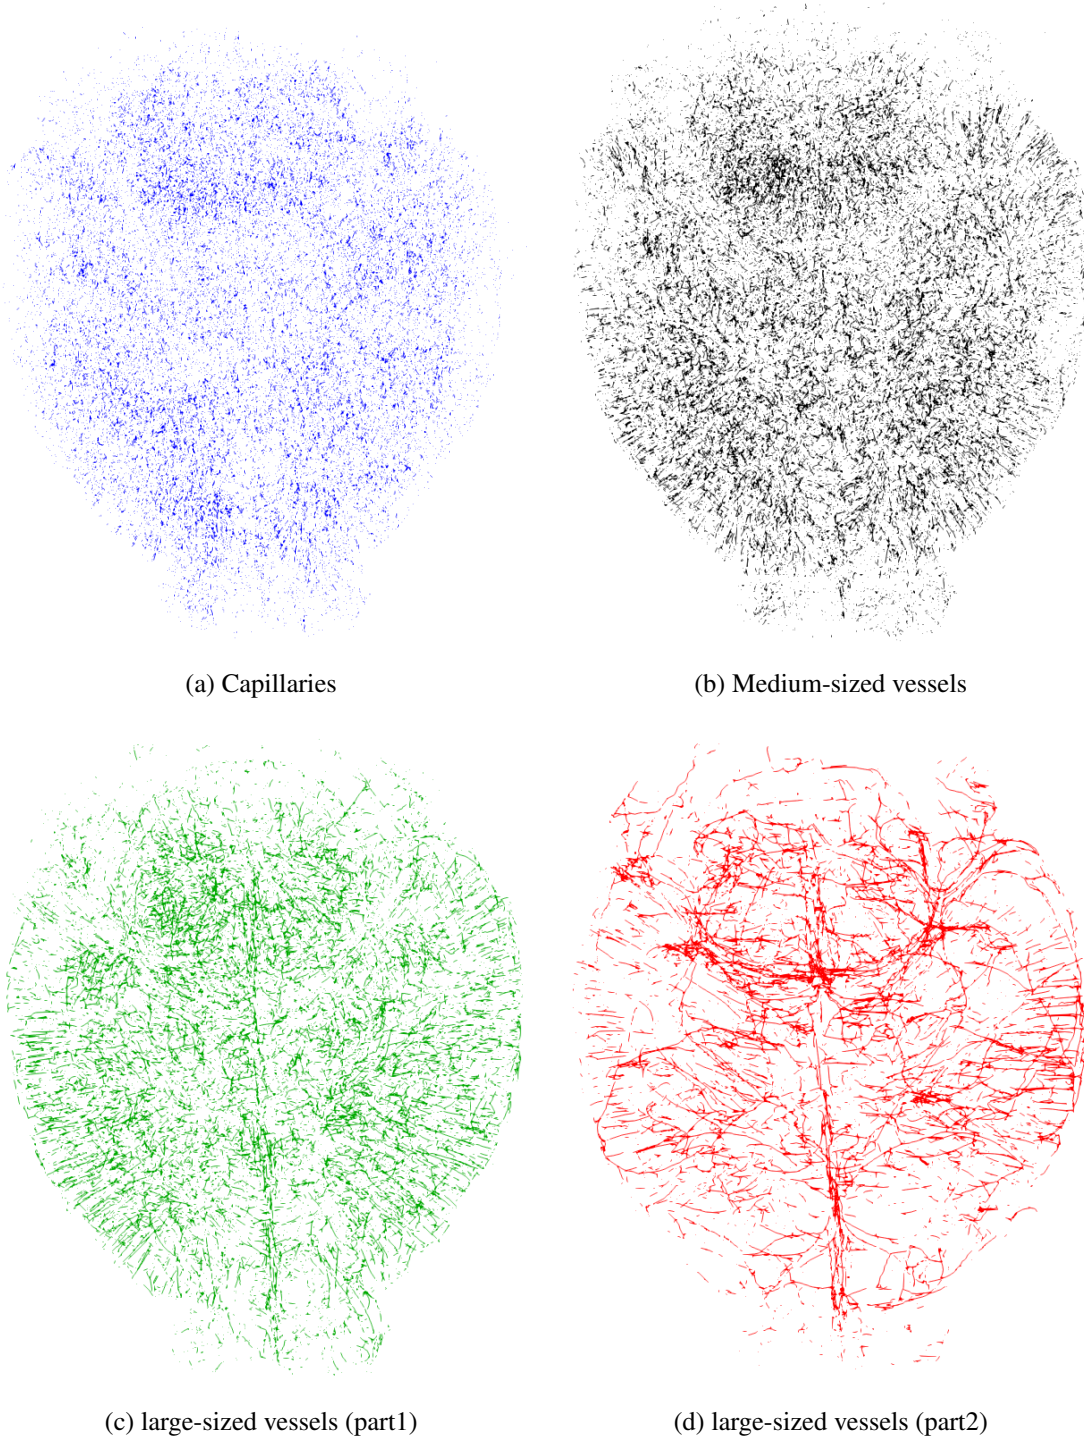 (a) Capillaries
(b) Medium-sized vessels
(c) large-sized vessels (part1)
(d) large-sized vessels (part2)